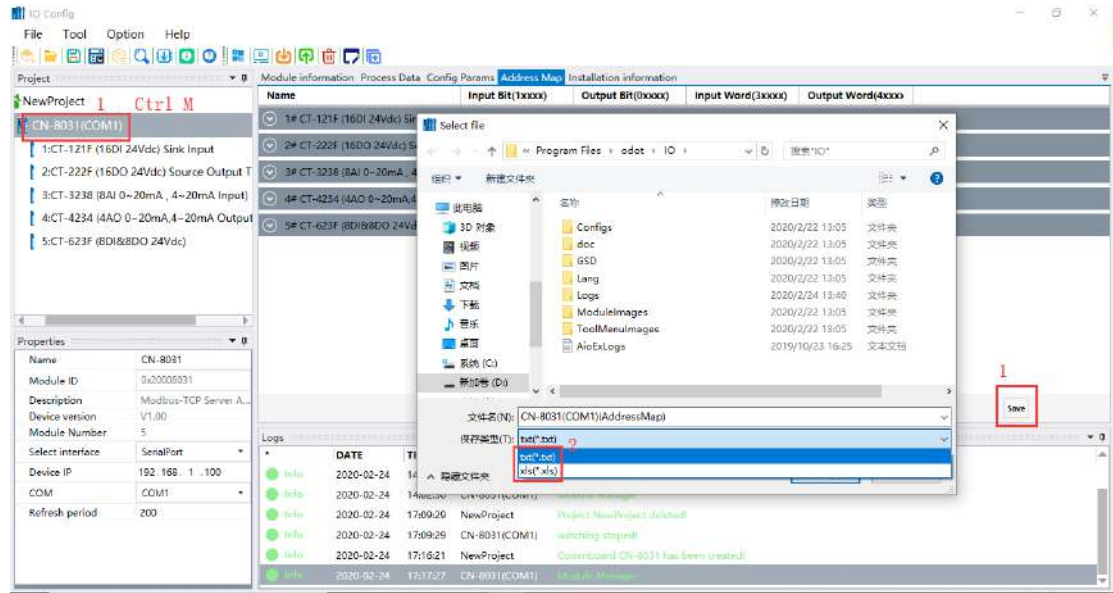 IO Config
File Tool Option Help
Project
NewProject
1 Ctrl M
CN-8031(COM1)
1:CT-121F (16DI 24Vdc) Sink Input
2:CT-222F (16DO 24Vdc) Source Output T
3:CT-3238 (8AI 0~20mA, 4~20mA Input)
4:CT-4234 (4AO 0~20mA,4~20mA Output
5:CT-623F (8DI&8DO 24Vdc)
Properties
Name CN-8031
Module ID 0x20008031
Description Modbus-TCP Server A...
Device version V1.00
Module Number 5
Select interface SerialPort
Device IP 192.168. 1 .100
COM COM1
Refresh period 200
Module information Process Data Config Params Address Map Installation information
Name Input Bit(1xxxx) Output Bit(0xxxx) Input Word(3xxxx) Output Word(4xxxx
1# CT-121F (16DI 24Vdc) Sin
2# CT-222F (16DO 24Vdc) S
3# CT-3238 (8AI 0~20mA, 4
4# CT-4234 (4AO 0~20mA,4
5# CT-623F (8DI&8DO 24Vd
Select file
« Program Files › odot › IO ›
搜索"IO"
组织 新建文件夹
此电脑
3D 对象
视频
图片
文档
下载
音乐
桌面
系统 (C:)
新加卷 (D:)
名称 修改日期 类型
Configs 2020/2/22 13:05 文件夹
doc 2020/2/22 13:05 文件夹
GSD 2020/2/22 13:05 文件夹
Lang 2020/2/22 13:05 文件夹
Logs 2020/2/24 13:40 文件夹
ModuleImages 2020/2/22 13:05 文件夹
ToolMenuImages 2020/2/22 13:05 文件夹
AioExLogs 2019/10/23 16:25 文本文档
文件名(N): CN-8031(COM1)(AddressMap)
保存类型(T): txt(*.txt)
2
txt(*.txt)
xls(*.xls)
隐藏文件夹
1
Save
Logs
DATE
Info 2020-02-24
Info 2020-02-24 CN-8031(COM1) Module Manager
Info 2020-02-24 17:09:29 NewProject Project NewProject deleted!
Info 2020-02-24 17:09:29 CN-8031(COM1) watching stoped!
Info 2020-02-24 17:16:21 NewProject Commboard CN-8031 has been created!
Info 2020-02-24 17:17:27 CN-8031(COM1) Module Manager